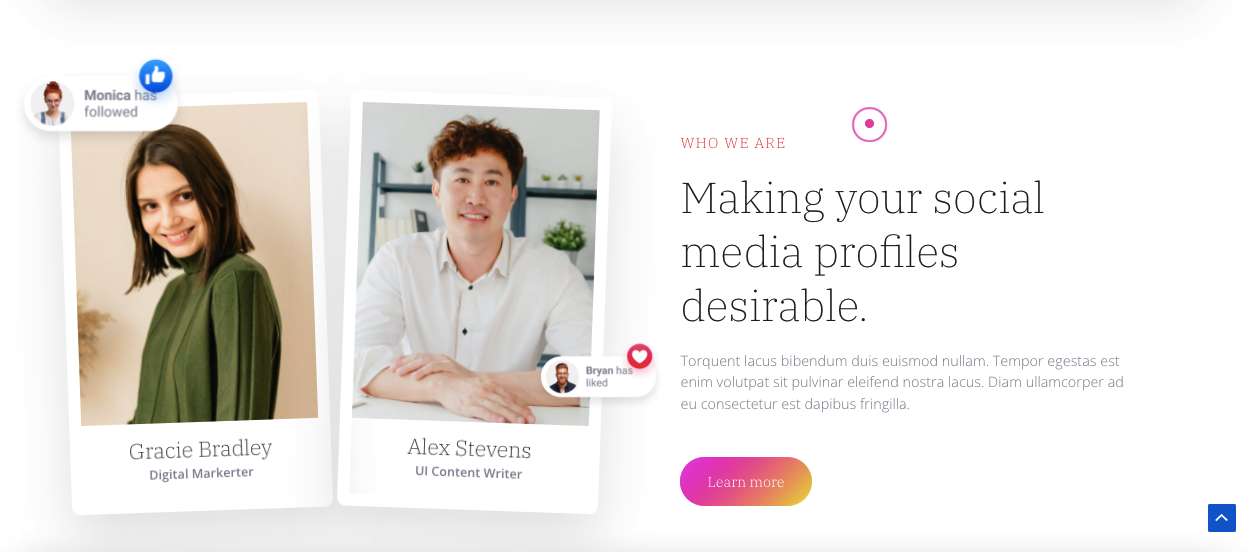 Monica has
followed
Gracie Bradley
Digital Markerter
Alex Stevens
UI Content Writer
Bryan has
liked
WHO WE ARE
Making your social
media profiles
desirable.
Torquent lacus bibendum duis euismod nullam. Tempor egestas est
enim volutpat sit pulvinar eleifend nostra lacus. Diam ullamcorper ad
eu consectetur est dapibus fringilla.
Learn more